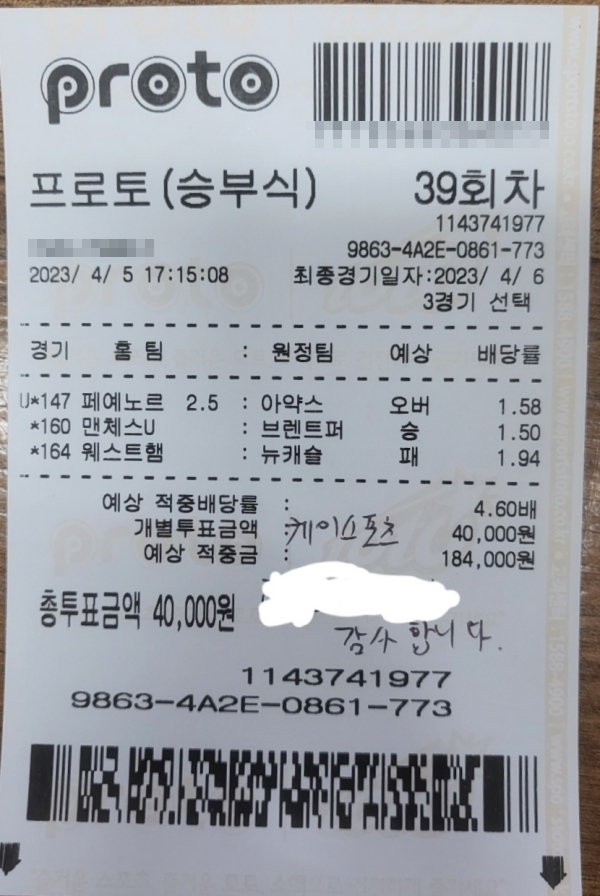 proto
프로토(승부식) 39회차
1143741977
9863-4A2E-0861-773
2023/ 4/ 5 17:15:08 최종경기일자:2023/ 4/ 6
3경기 선택
경기 홈 팀 : 원정팀 예상 배당률
U*147 페예노르 2.5 : 아약스 오버 1.58
*160 맨체스U : 브렌트퍼 승 1.50
*164 웨스트햄 : 뉴캐슬 패 1.94
예상 적중배당률 : 4.60배
개별투표금액 : 케이스포츠 40,000원
예상 적중금 : 184,000원
총투표금액 40,000원
감사합니다.
1143741977
9863-4A2E-0861-773